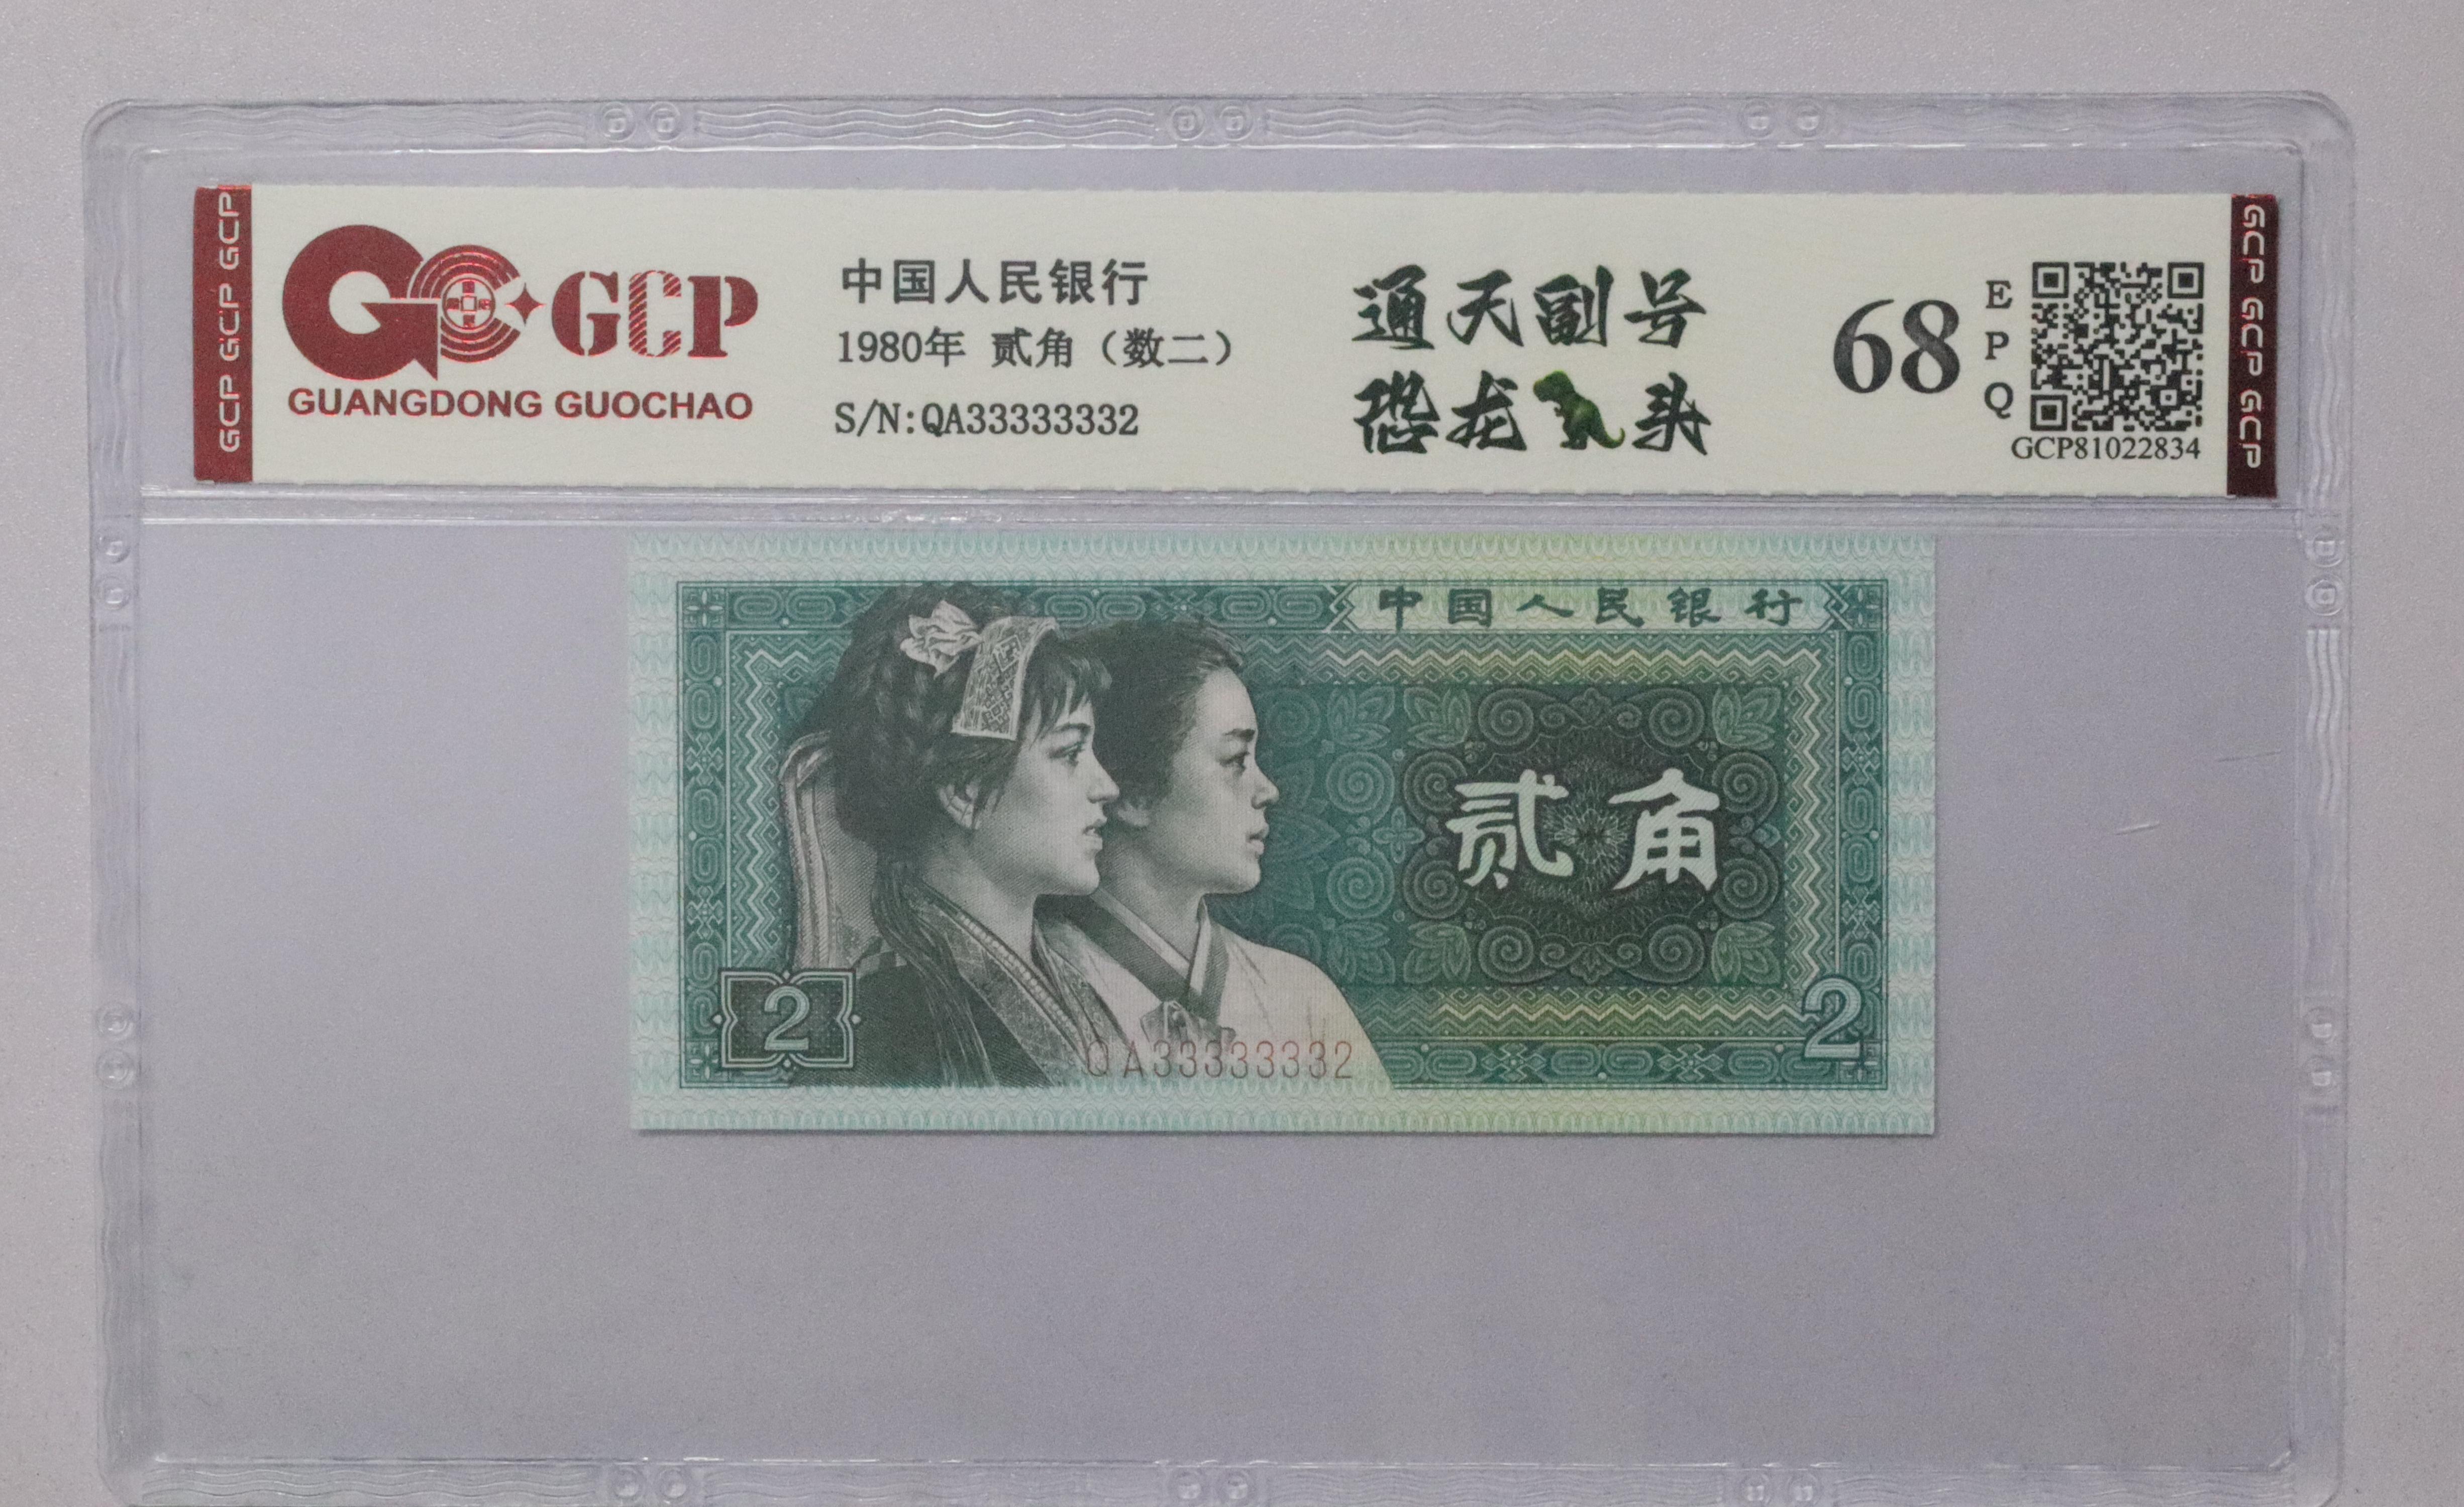 GCP GCP GCP
GCP
GUANGDONG GUOCHAO
中国人民银行
1980年 贰角（数二）
S/N:QA33333332
通天副号
恐龙头
68
EPQ
GCP81022834
GCP GCP GCP
中国人民银行
贰角
2
QA33333332
2